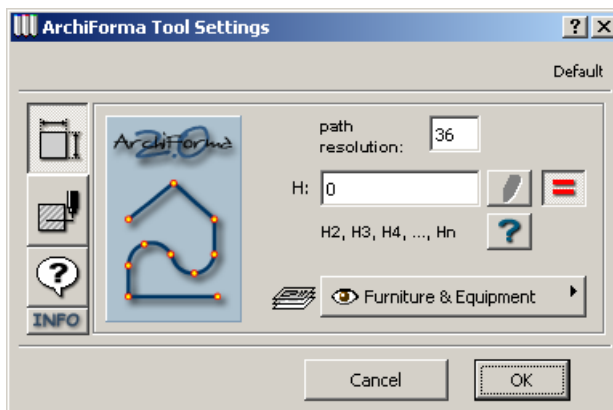 ArchiForma Tool Settings
Default
ArchiForma 2.0
path
resolution:
36
H:
0
H2, H3, H4, ..., Hn
?
Furniture & Equipment
INFO
Cancel
OK